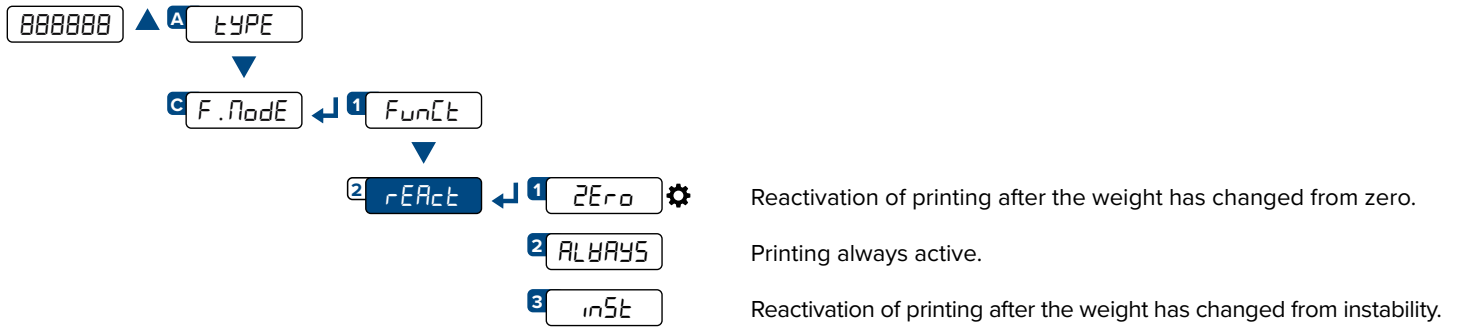 888888 A tYPE
C F.ModE 1 FunCt
2 rEAct 1 2Ero Reactivation of printing after the weight has changed from zero.
2 ALWAYS Printing always active.
3 inSt Reactivation of printing after the weight has changed from instability.